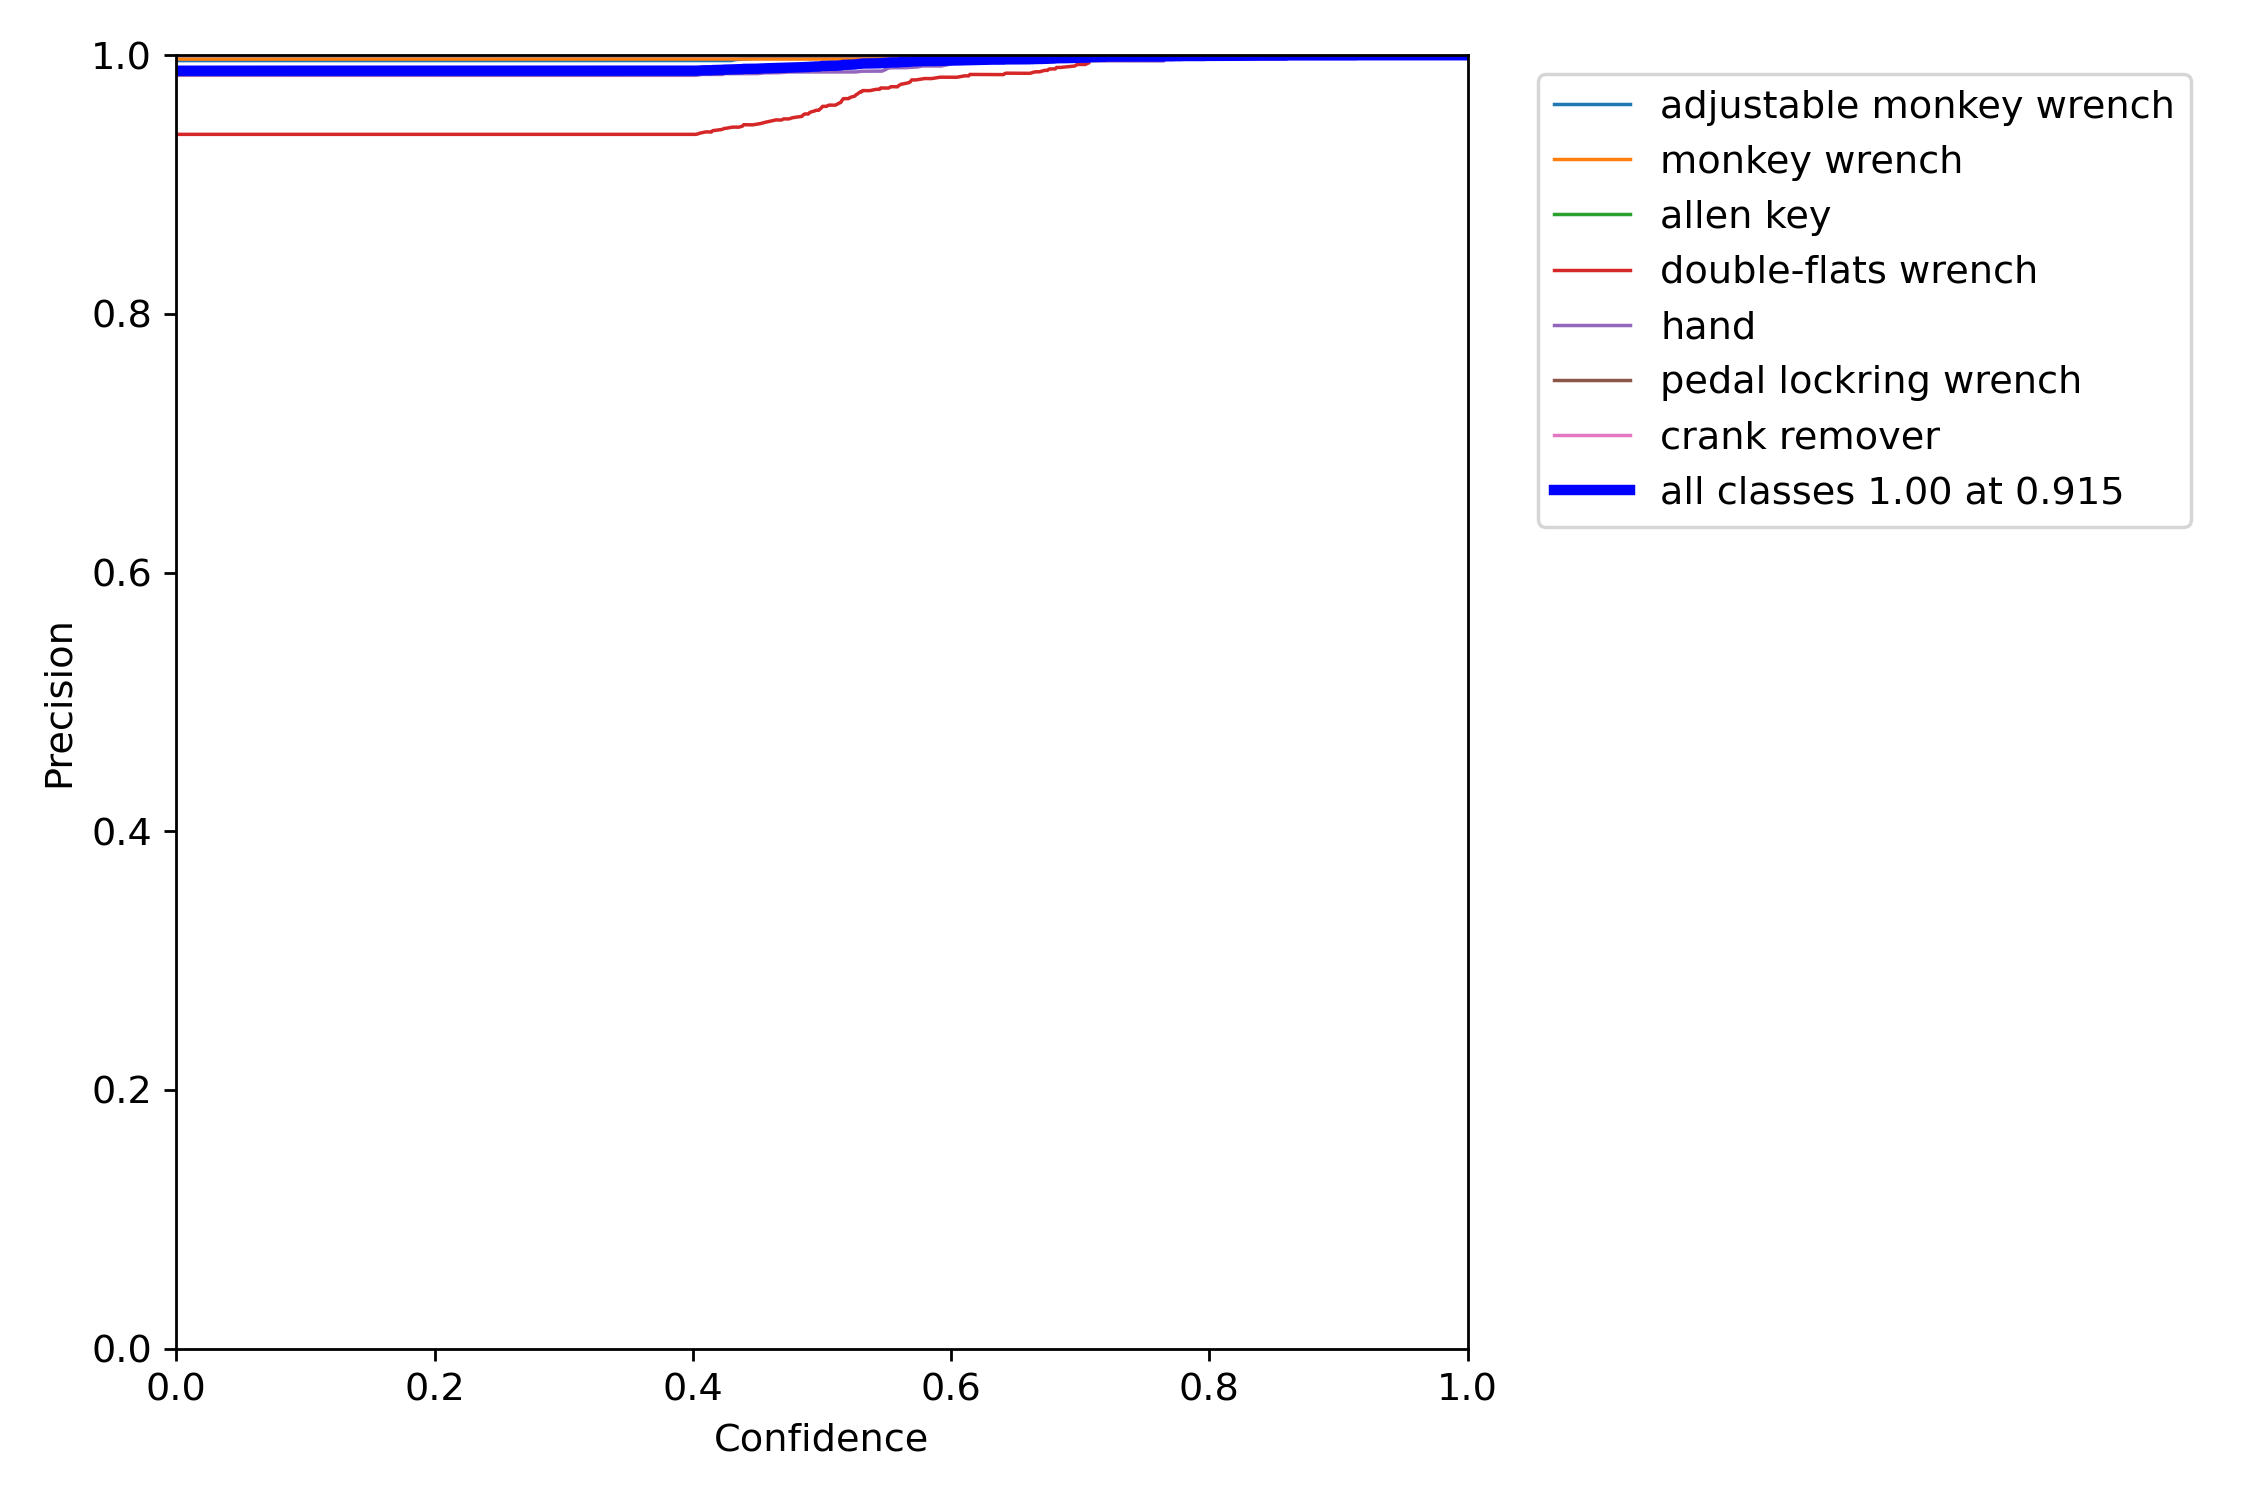 1.0
0.8
0.6
0.4
0.2
0.0
Precision
0.0 0.2 0.4 0.6 0.8 1.0
Confidence
adjustable monkey wrench
monkey wrench
allen key
double-flats wrench
hand
pedal lockring wrench
crank remover
all classes 1.00 at 0.915